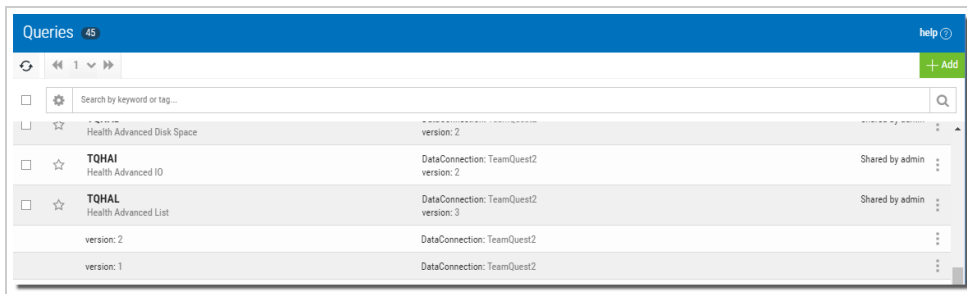 Queries 45
help ?
1
+ Add
Search by keyword or tag...
Health Advanced Disk Space
version: 2
TQHAI
DataConnection: TeamQuest2
Shared by admin
Health Advanced IO
version: 2
TQHAL
DataConnection: TeamQuest2
Shared by admin
Health Advanced List
version: 3
version: 2
DataConnection: TeamQuest2
version: 1
DataConnection: TeamQuest2